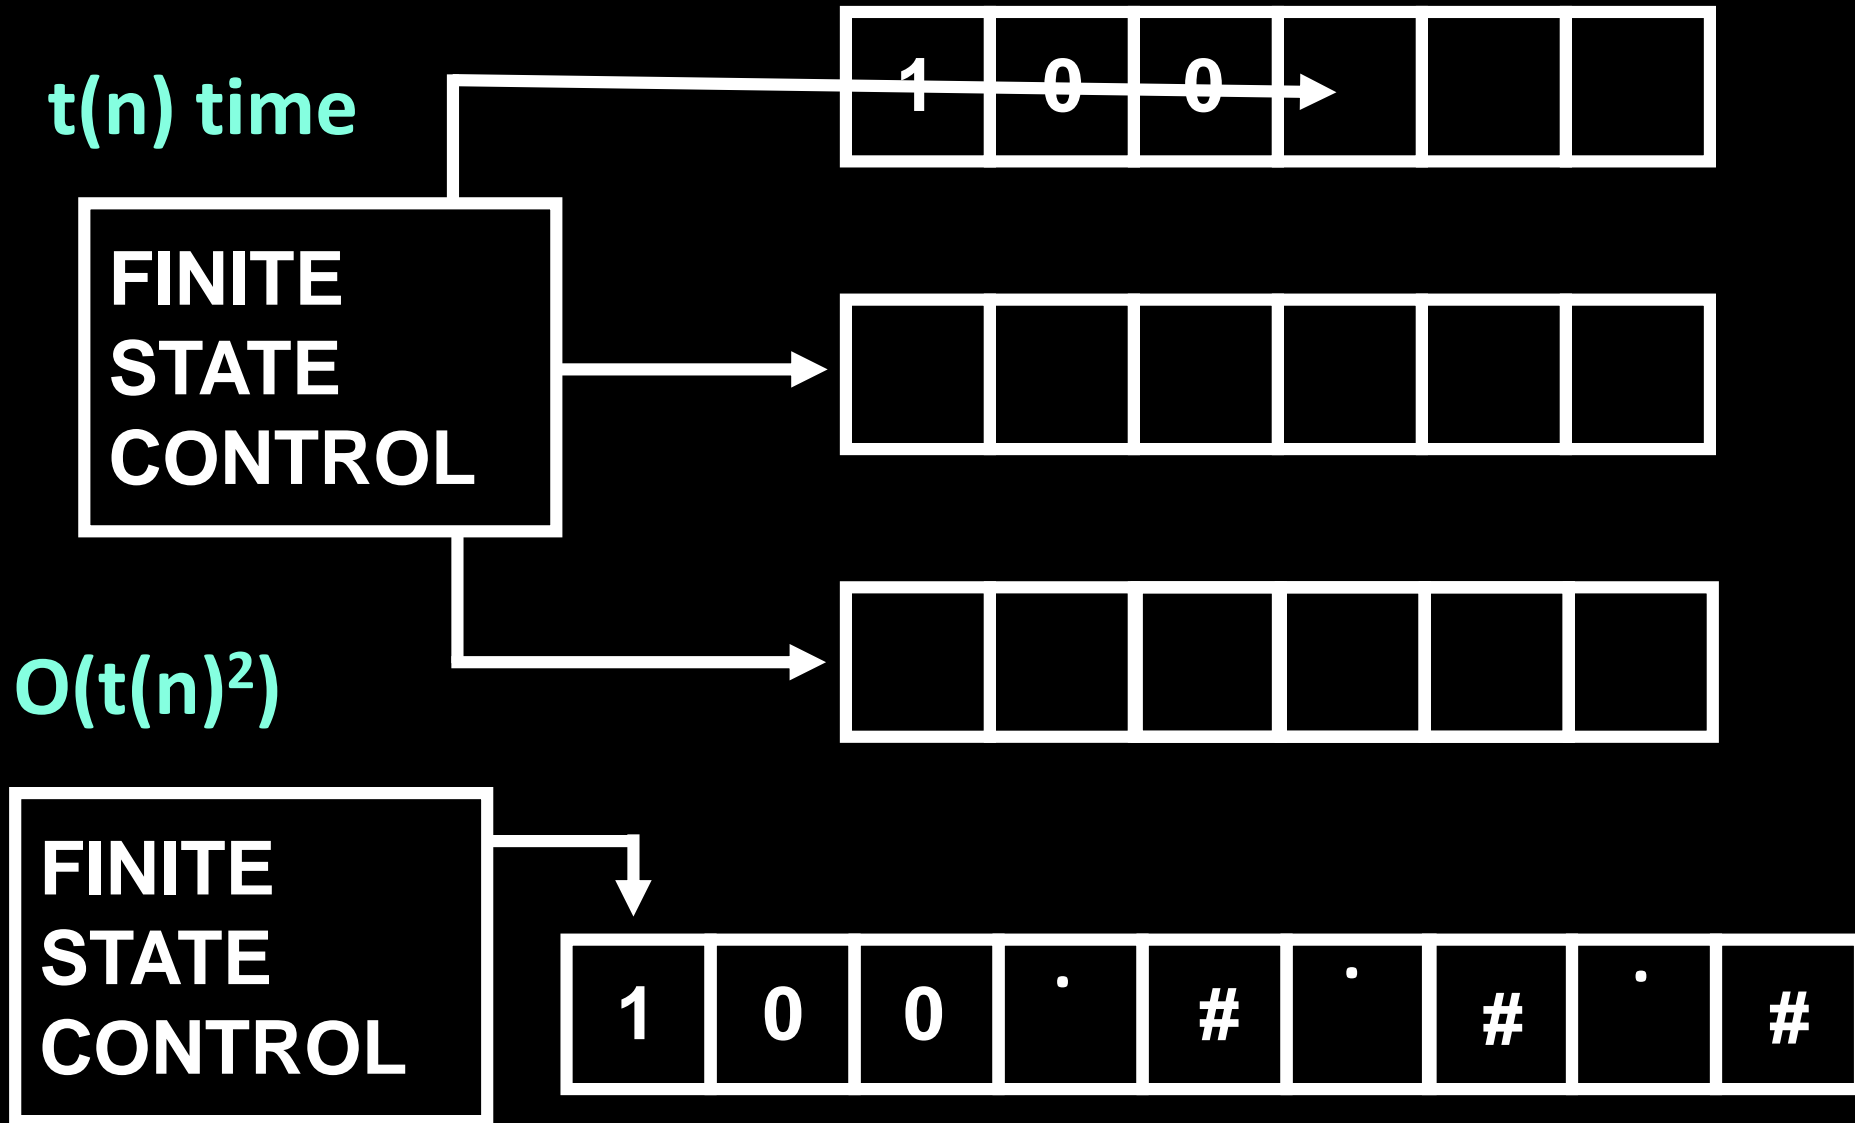 t(n) time
1 0 0
FINITE
STATE
CONTROL
O(t(n)²)
FINITE
STATE
CONTROL
1 0 0 . # . # . #